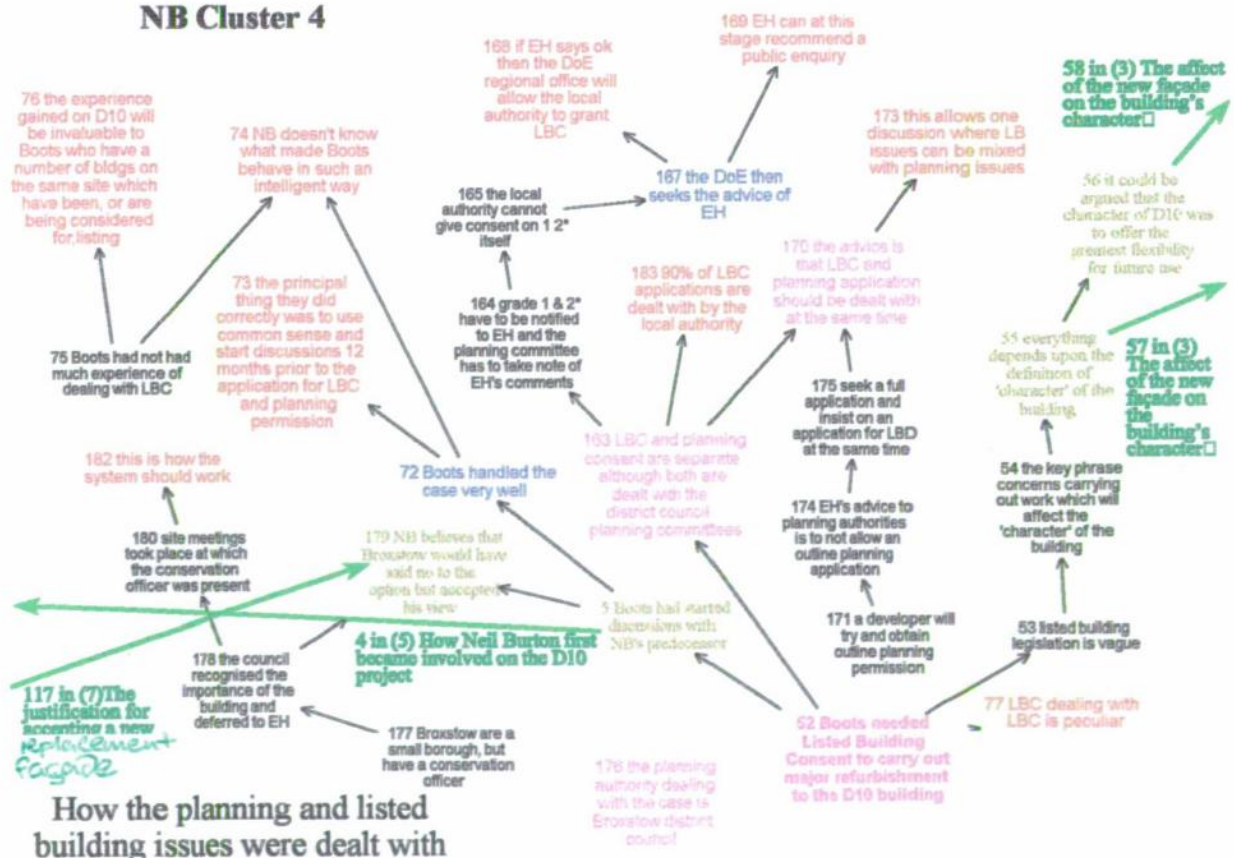 NB Cluster 4
169 EH can at this
stage recommend a
public enquiry
168 if EH says ok
then the DoE
regional office will
allow the local
authority to grant
LBC
58 in (3) The affect
of the new façade
on the building's
character□
76 the experience
gained on D10 will
be invaluable to
Boots who have a
number of bldgs on
the same site which
have been, or are
being considered
for,listing
74 NB doesn't know
what made Boots
behave in such an
intelligent way
173 this allows one
discussion where LB
issues can be mixed
with planning issues
165 the local
authority cannot
give consent on 1 2*
itself
167 the DoE then
seeks the advice of
EH
56 it could be
argued that the
character of D10 was
to offer the
greatest flexibility
for future use
170 the advice is
that LBC and
planning application
should be dealt with
at the same time
183 90% of LBC
applications are
dealt with by the
local authority
73 the principal
thing they did
correctly was to use
common sense and
start discussions 12
months prior to the
application for LBC
and planning
permission
164 grade 1 & 2*
have to be notified
to EH and the
planning committee
has to take note of
EH's comments
75 Boots had not had
much experience of
dealing with LBC
55 everything
depends upon the
definition of
'character' of the
building
57 in (3)
The affect
of the new
façade on
the
building's
character□
175 seek a full
application and
insist on an
application for LBD
at the same time
163 LBC and planning
consent are separate
although both are
dealt with the
district council
planning committees
182 this is how the
system should work
72 Boots handled the
case very well
54 the key phrase
concerns carrying
out work which will
affect the
'character' of the
building
174 EH's advice to
planning authorities
is to not allow an
outline planning
application
180 site meetings
took place at which
the conservation
officer was present
179 NB believes that
Broxstow would have
said no to the
option but accepted
his view
5 Boots had started
discussions with
NB's predecessor
171 a developer will
try and obtain
outline planning
permission
53 listed building
legislation is vague
4 in (5) How Neil Burton first
became involved on the D10
project
178 the council
recognised the
importance of the
building and
deferred to EH
117 in (7)The
justification for
accepting a new
replacement
façade
177 Broxstow are a
small borough, but
have a conservation
officer
52 Boots needed
Listed Building
Consent to carry out
major refurbishment
to the D10 building
77 LBC dealing with
LBC is peculiar
176 the planning
authority dealing
with the case is
Broxstow district
council
How the planning and listed
building issues were dealt with